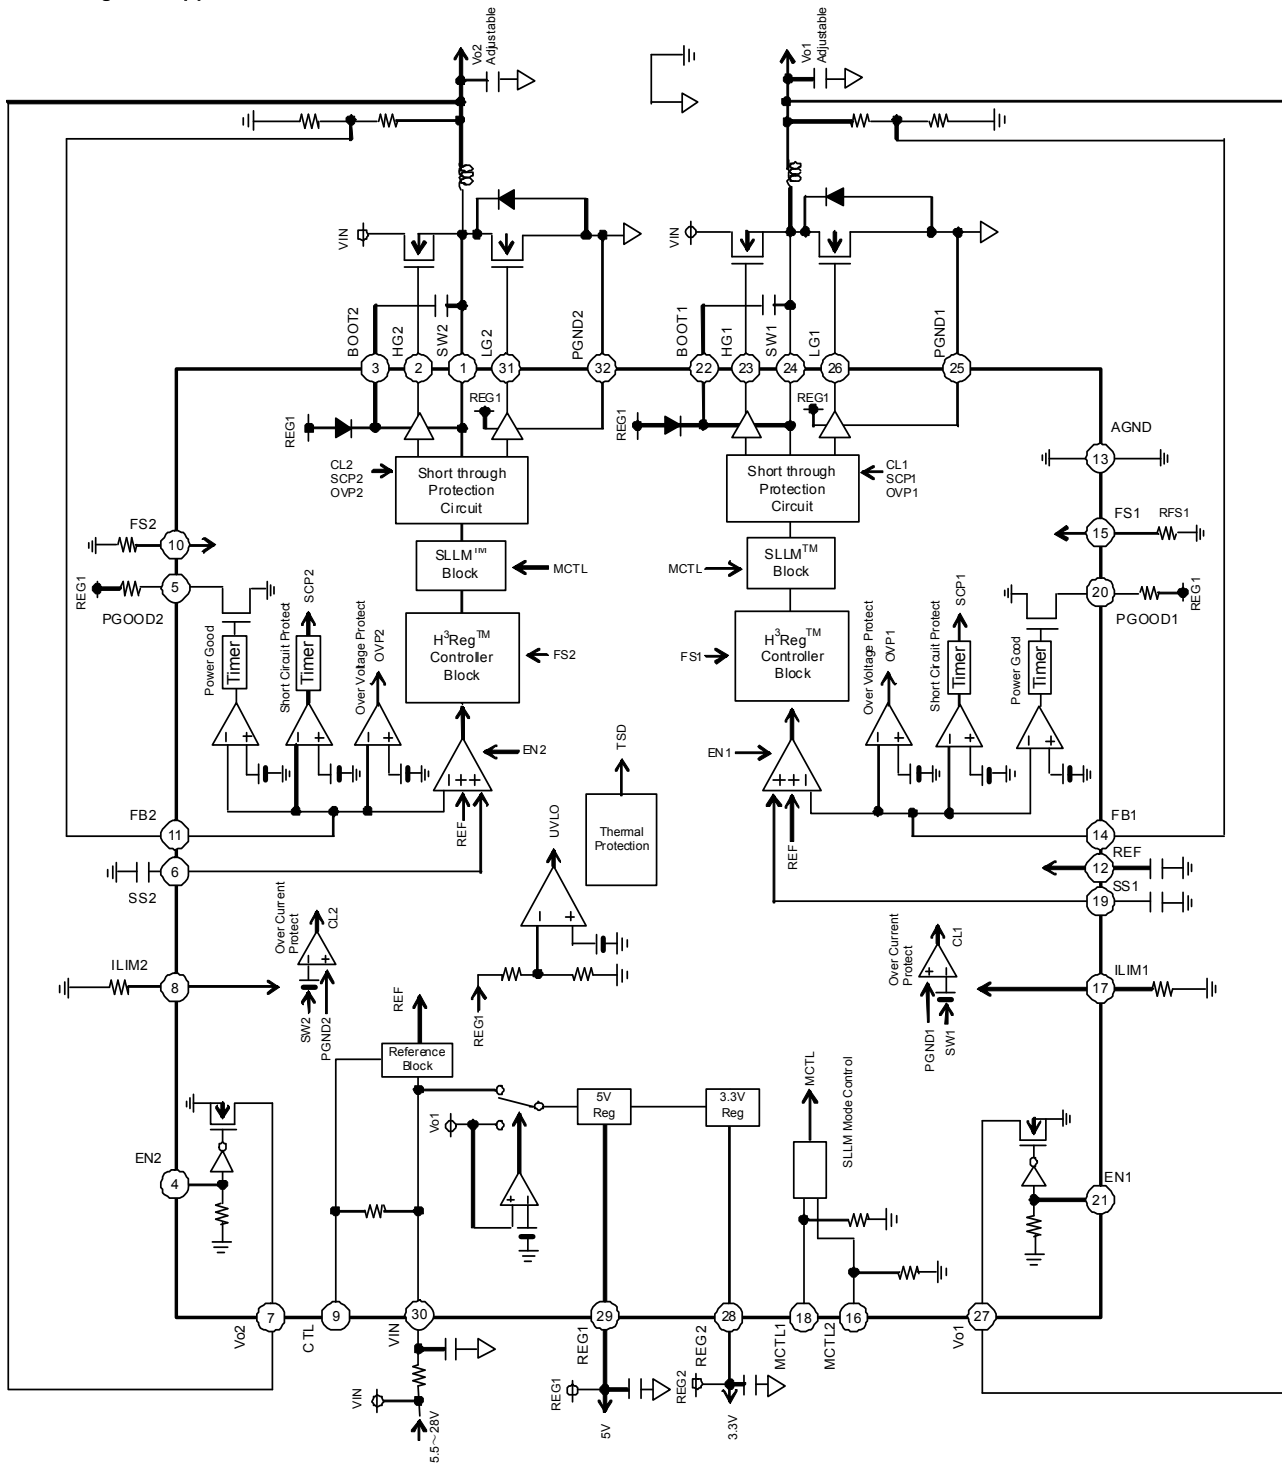 Vo2
Adjustable
Vo1
Adjustable
VIN
VIN
BOOT2
HG2
SW2
LG2
PGND2
BOOT1
HG1
SW1
LG1
PGND1
3
2
1
31
32
22
23
24
26
25
REG1
REG1
REG1
REG1
AGND
13
CL2
SCP2
OVP2
Short through
Protection
Circuit
Short through
Protection
Circuit
CL1
SCP1
OVP1
FS2
10
FS1
RFS1
15
SLLM™
Block
MCTL
MCTL
SLLM™
Block
REG1
5
PGOOD2
20
REG1
PGOOD1
Power Good
Timer
Short Circuit Protect
Timer
SCP2
Over Voltage Protect
OVP2
H³Reg™
Controller
Block
FS2
FS1
H³Reg™
Controller
Block
Over Voltage Protect
OVP1
Short Circuit Protect
Timer
SCP1
Power Good
Timer
EN2
TSD
EN1
REF
REF
FB2
11
FB1
14
UVLO
Thermal
Protection
6
SS2
REF
12
SS1
19
Over Current
Protect
CL2
Over Current
Protect
CL1
ILIM2
8
ILIM1
17
SW2
PGND2
REF
REG1
PGND1
SW1
Reference
Block
MCTL
SLLM Mode Control
5V
Reg
3.3V
Reg
Vo1
EN2
4
EN1
21
7
9
30
29
28
18
16
27
Vo2
CTL
VIN
REG1
REG2
MCTL1
MCTL2
Vo1
VIN
5.5～28V
REG1
5V
REG2
3.3V